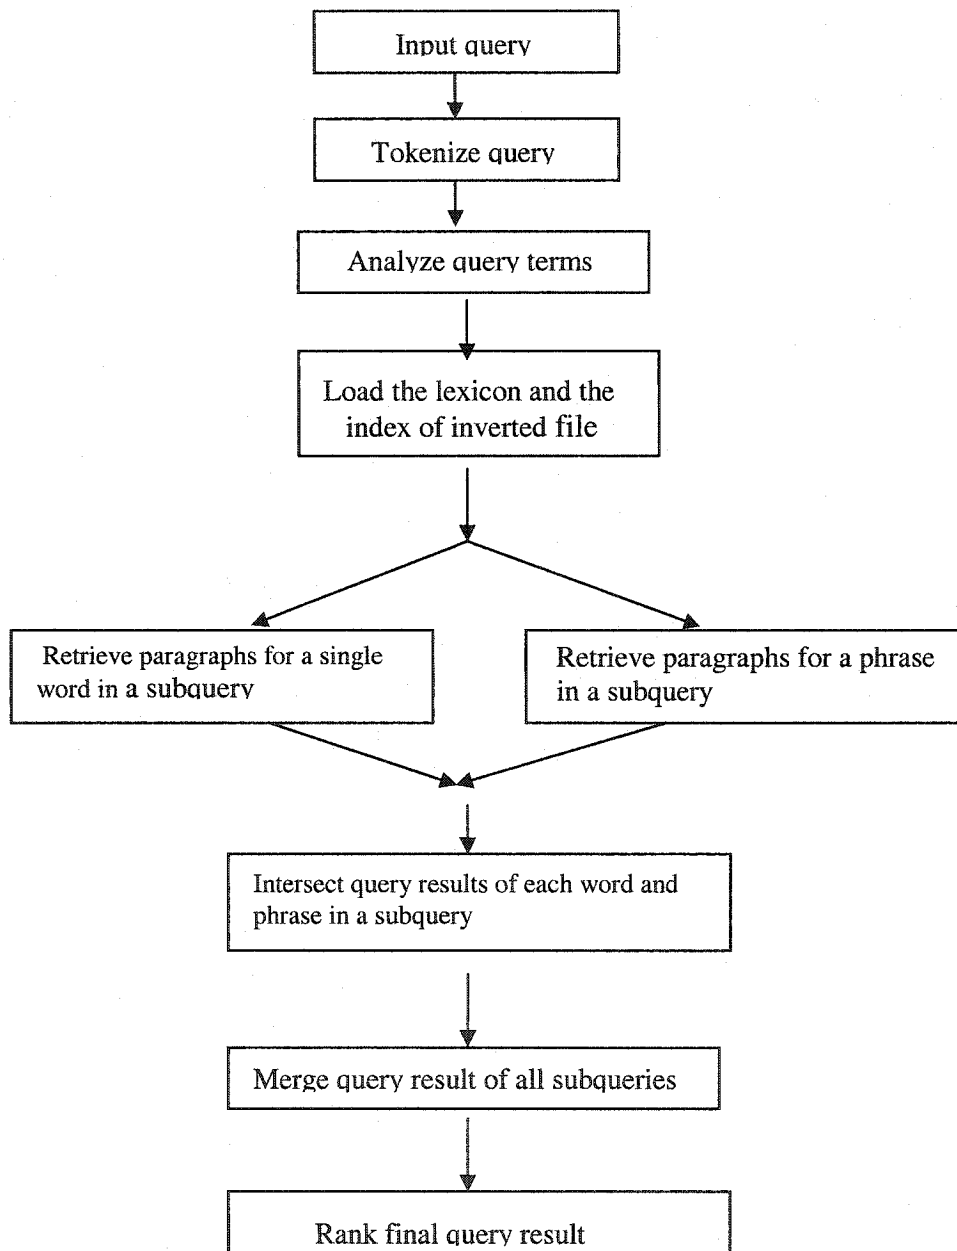 Input query
Tokenize query
Analyze query terms
Load the lexicon and the
index of inverted file
Retrieve paragraphs for a single
word in a subquery
Retrieve paragraphs for a phrase
in a subquery
Intersect query results of each word and
phrase in a subquery
Merge query result of all subqueries
Rank final query result